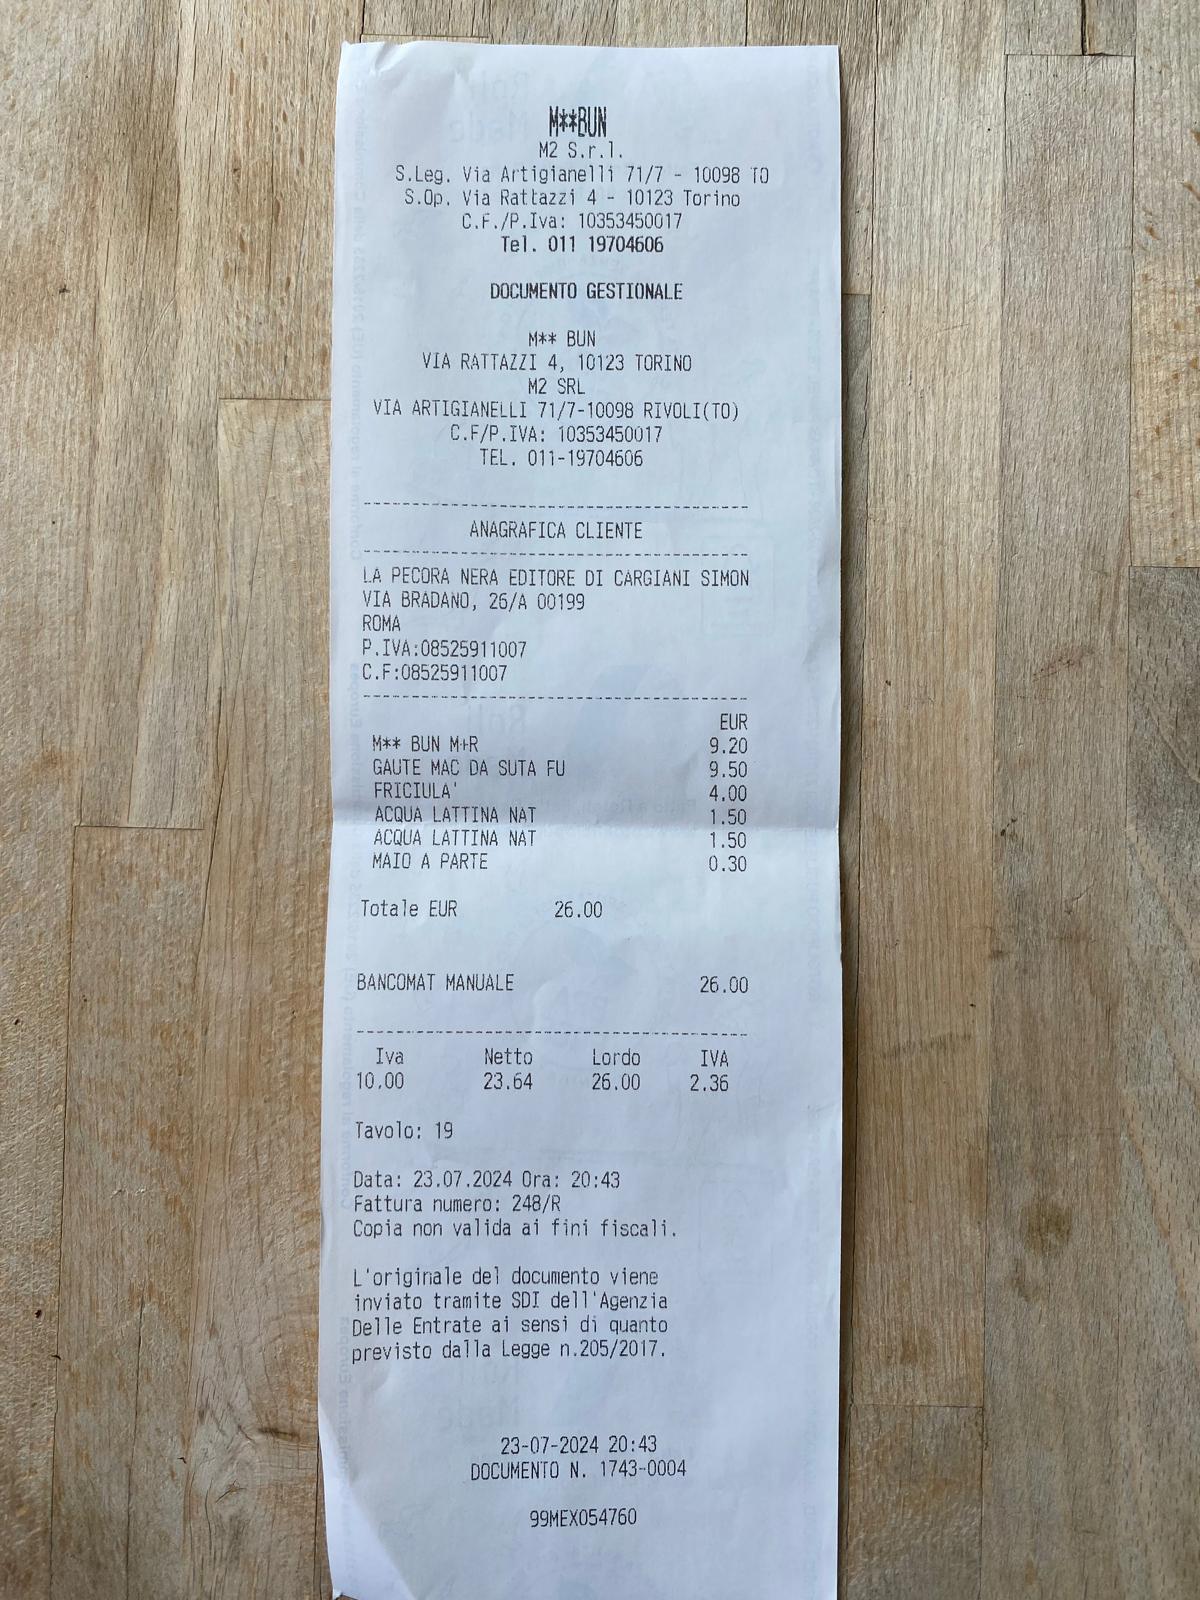 M**BUN
M2 S.r.l.
S.Leg. Via Artigianelli 71/7 - 10098 TO
S.Op. Via Rattazzi 4 - 10123 Torino
C.F./P.Iva: 10353450017
Tel. 011 19704606
DOCUMENTO GESTIONALE
M** BUN
VIA RATTAZZI 4, 10123 TORINO
M2 SRL
VIA ARTIGIANELLI 71/7-10098 RIVOLI(TO)
C.F/P.IVA: 10353450017
TEL. 011-19704606
ANAGRAFICA CLIENTE
LA PECORA NERA EDITORE DI CARGIANI SIMON
VIA BRADANO, 26/A 00199
ROMA
P.IVA:08525911007
C.F:08525911007
EUR
M** BUN M+R 9.20
GAUTE MAC DA SUTA FU 9.50
FRICIULA' 4.00
ACQUA LATTINA NAT 1.50
ACQUA LATTINA NAT 1.50
MAIO A PARTE 0.30
Totale EUR 26.00
BANCOMAT MANUALE 26.00
Iva Netto Lordo IVA
10.00 23.64 26.00 2.36
Tavolo: 19
Data: 23.07.2024 Ora: 20:43
Fattura numero: 248/R
Copia non valida ai fini fiscali.
L'originale del documento viene
inviato tramite SDI dell'Agenzia
Delle Entrate ai sensi di quanto
previsto dalla Legge n.205/2017.
23-07-2024 20:43
DOCUMENTO N. 1743-0004
99MEX054760